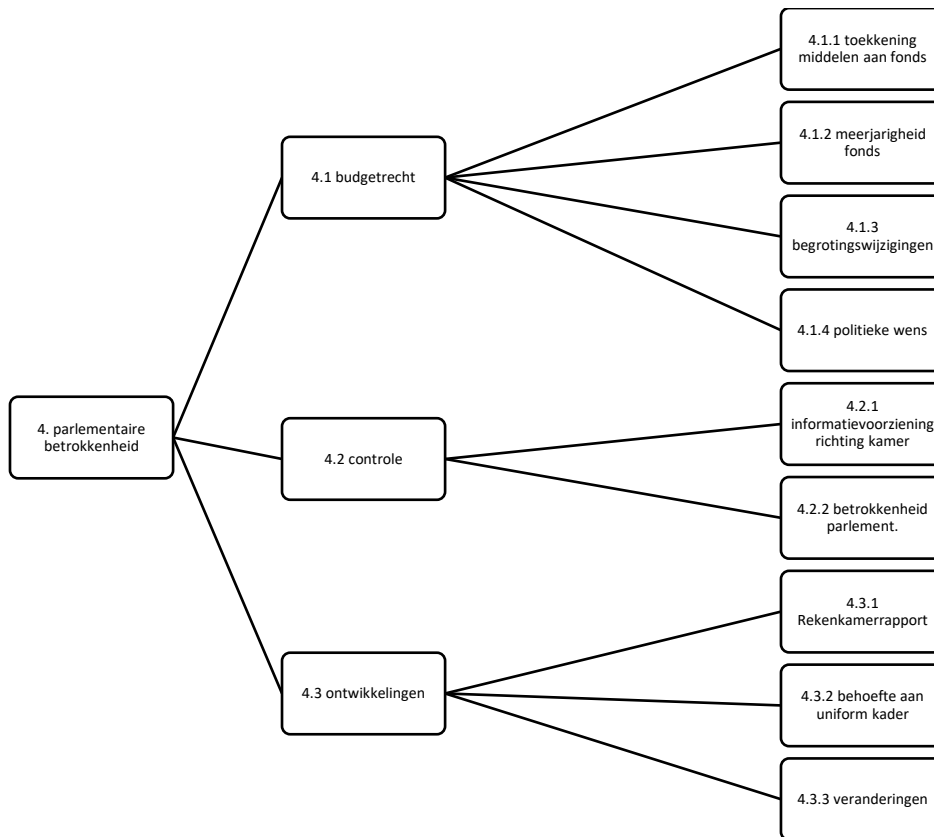 4. parlementaire
betrokkenheid
4.1 budgetrecht
4.1.1 toekkening
middelen aan fonds
4.1.2 meerjarigheid
fonds
4.1.3
begrotingswijzigingen
4.1.4 politieke wens
4.2 controle
4.2.1
informatievoorziening
richting kamer
4.2.2 betrokkenheid
parlement.
4.3 ontwikkelingen
4.3.1
Rekenkamerrapport
4.3.2 behoefte aan
uniform kader
4.3.3 veranderingen